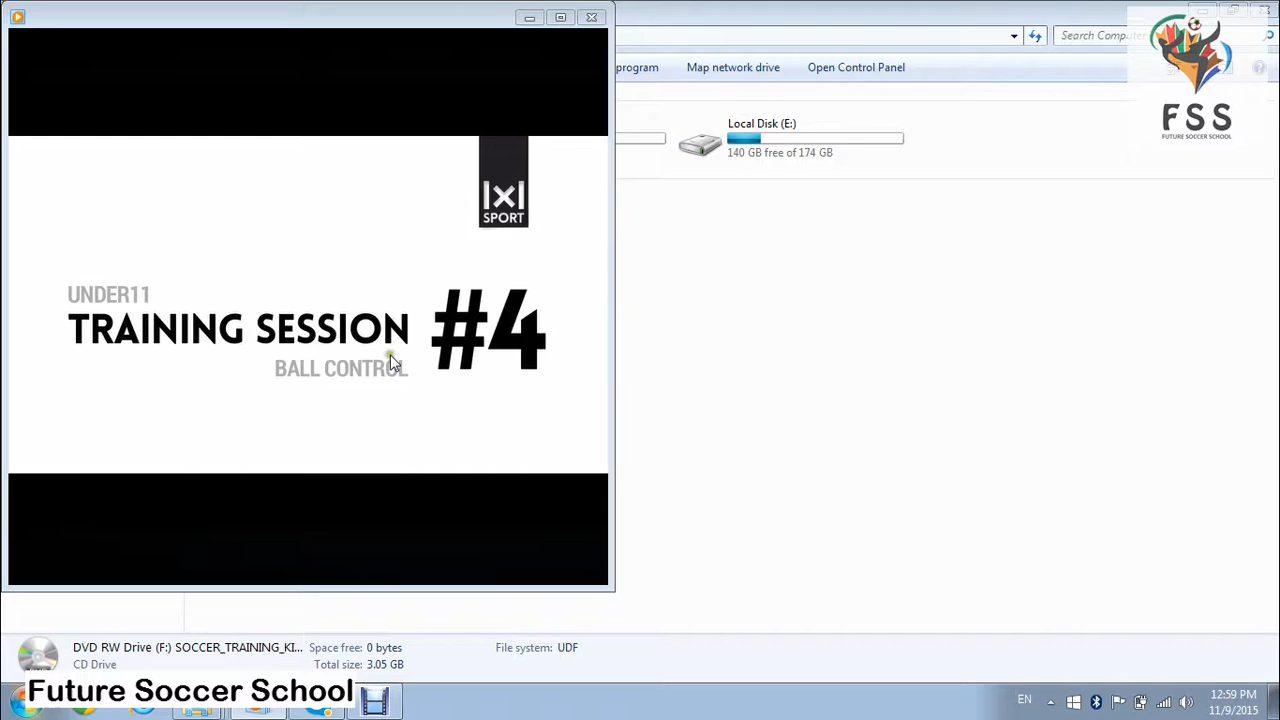 Search Computer
program
Map network drive
Open Control Panel
FSS
FUTURE SOCCER SCHOOL
Local Disk (E:)
140 GB free of 174 GB
|x|
SPORT
UNDER11
TRAINING SESSION
#4
BALL CONTROL
DVD RW Drive (F:) SOCCER_TRAINING_KI...
Space free: 0 bytes
File system: UDF
CD Drive
Total size: 3.05 GB
Future Soccer School
EN
12:59 PM
11/9/2015